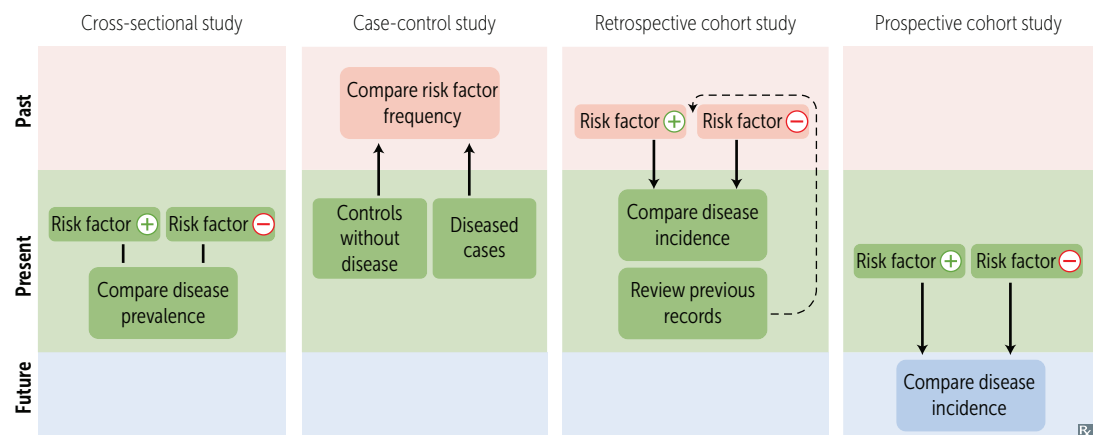 Cross-sectional study
Case-control study
Retrospective cohort study
Prospective cohort study
Past
Present
Future
Risk factor +
Risk factor −
Compare disease
prevalence
Compare risk factor
frequency
Controls
without
disease
Diseased
cases
Risk factor +
Risk factor −
Compare disease
incidence
Review previous
records
Risk factor +
Risk factor −
Compare disease
incidence
Rx